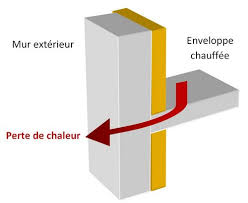 Mur extérieur
Enveloppe
chauffée
Perte de chaleur